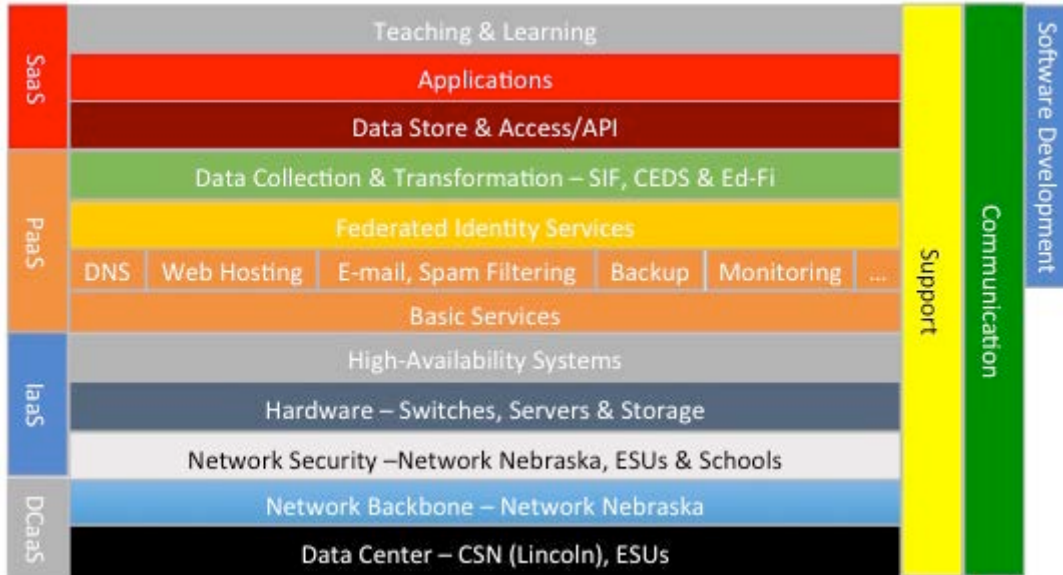 SaaS
Teaching & Learning
Applications
Data Store & Access/API
PaaS
Data Collection & Transformation – SIF, CEDS & Ed-Fi
Federated Identity Services
DNS
Web Hosting
E-mail, Spam Filtering
Backup
Monitoring
...
Basic Services
IaaS
High-Availability Systems
Hardware – Switches, Servers & Storage
Network Security –Network Nebraska, ESUs & Schools
DCaaS
Network Backbone – Network Nebraska
Data Center – CSN (Lincoln), ESUs
Support
Communication
Software Development